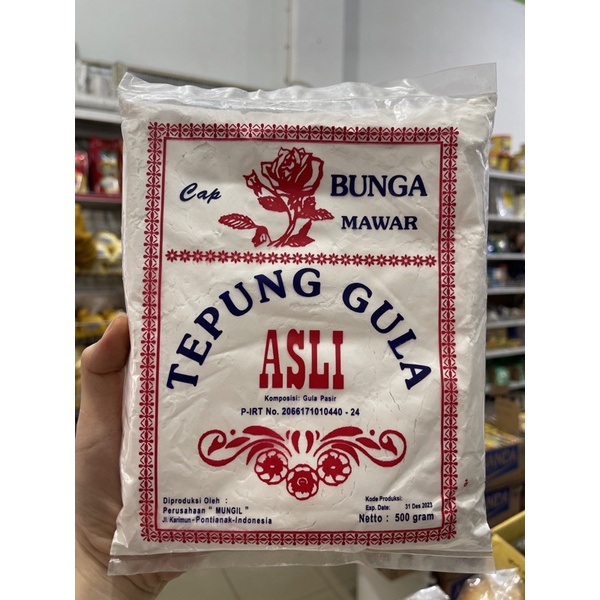 Cap
BUNGA
MAWAR
TEPUNG GULA
ASLI
Komposisi: Gula Pasir
P-IRT No. 2066171010440 - 24
Diproduksi Oleh :
Perusahaan "MUNGIL"
Jl Karimun - Pontianak-Indonesia
Kode Produksi:
Exp. Date: 31 Des 2023
Netto : 500 gram